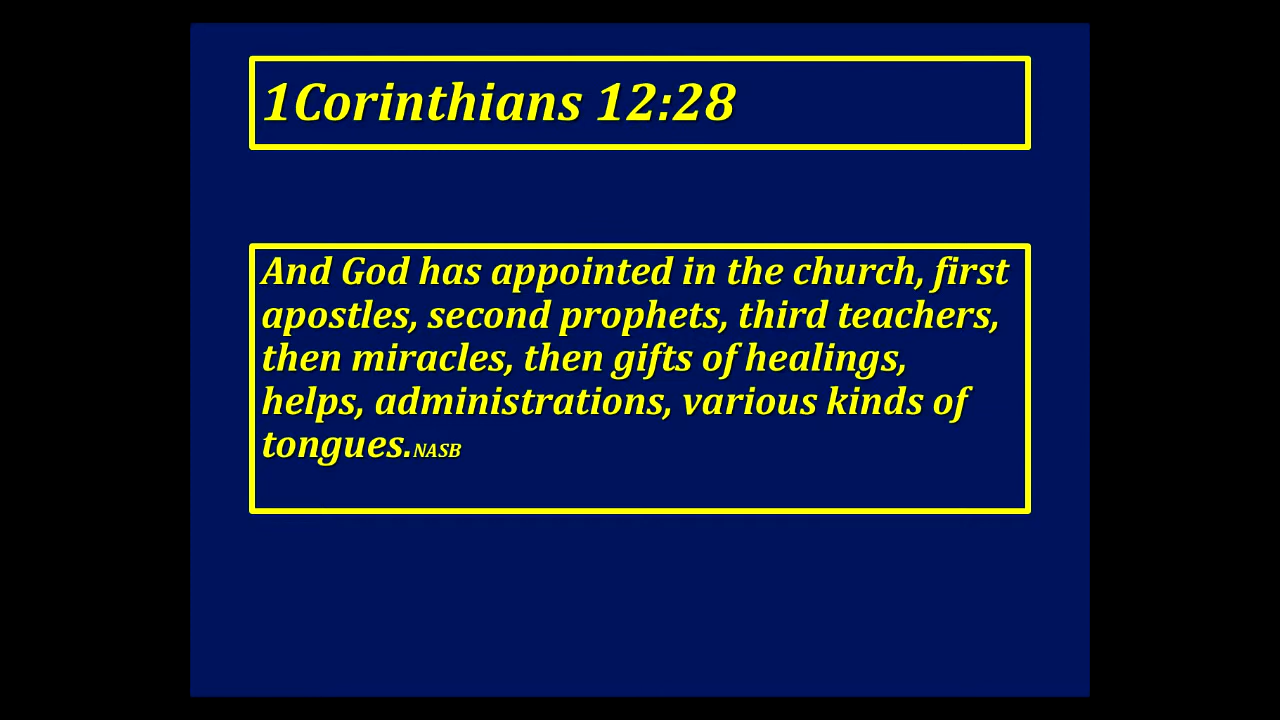 1Corinthians 12:28
And God has appointed in the church, first
apostles, second prophets, third teachers,
then miracles, then gifts of healings,
helps, administrations, various kinds of
tongues.NASB